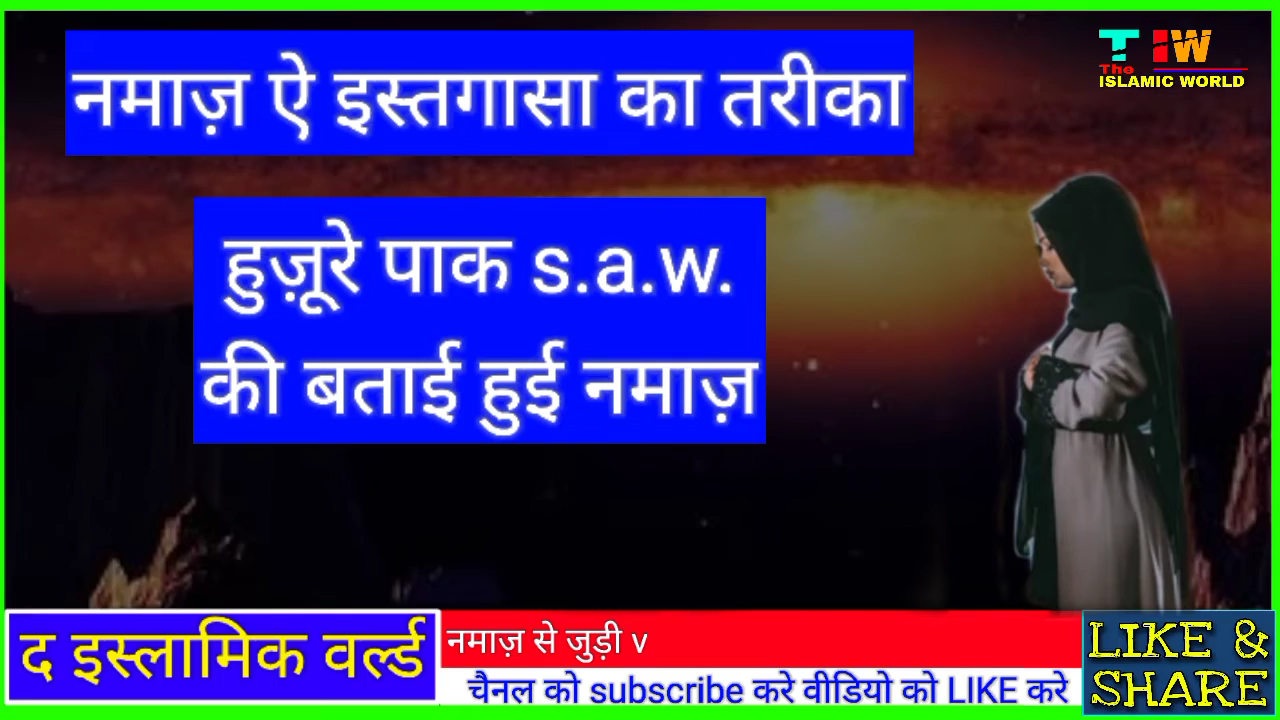 नमाज़ ऐ इस्तगासा का तरीका
T IW
The
ISLAMIC WORLD
हुज़ूरे पाक s.a.w.
की बताई हुई नमाज़
द इस्लामिक वर्ल्ड
नमाज़ से जुड़ी v
चैनल को subscribe करे वीडियो को LIKE करे
LIKE &
SHARE